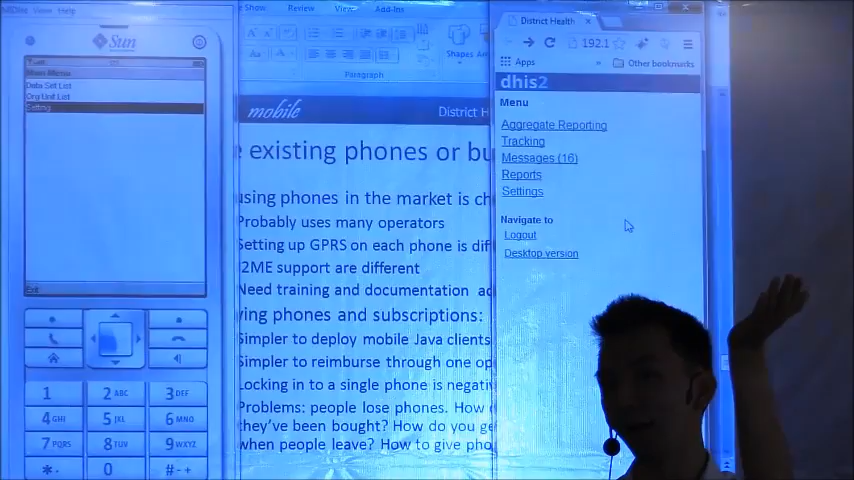 View Help
Sun
Main Menu
Data Set List
Org Unit List
Setting
Exit
1
2 ABC
3 DEF
4 GHI
5 JKL
6 MNO
7 PQRS
8 TUV
9 WXYZ
*.
0
#-+
Review View Add-Ins
Shapes
Paragraph
mobile
District H
e existing phones or bu
using phones in the market is ch
Probably uses many operators
Setting up GPRS on each phone is dif
J2ME support are different
Need training and documentation
ing phones and subscriptions:
Simpler to deploy mobile Java clients
Simpler to reimburse through one op
Locking in to a single phone is negati
Problems: people lose phones. How
they've been bought? How do you ge
when people leave? How to give pho
District Health
192.1
Apps
» Other bookmarks
dhis2
Menu
Aggregate Reporting
Tracking
Messages (16)
Reports
Settings
Navigate to
Logout
Desktop version